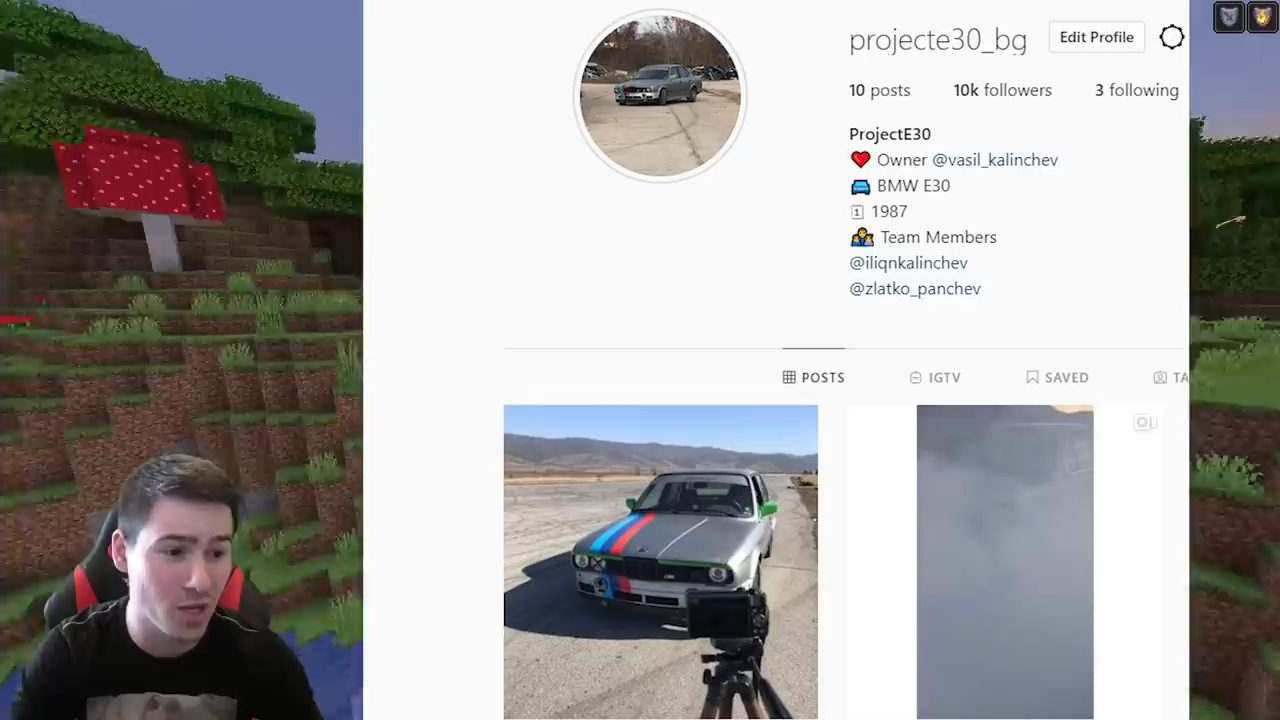 projecte30_bg Edit Profile
10 posts 10k followers 3 following
ProjectE30
Owner @vasil_kalinchev
BMW E30
1987
Team Members
@iliqnkalinchev
@zlatko_panchev
POSTS IGTV SAVED TA